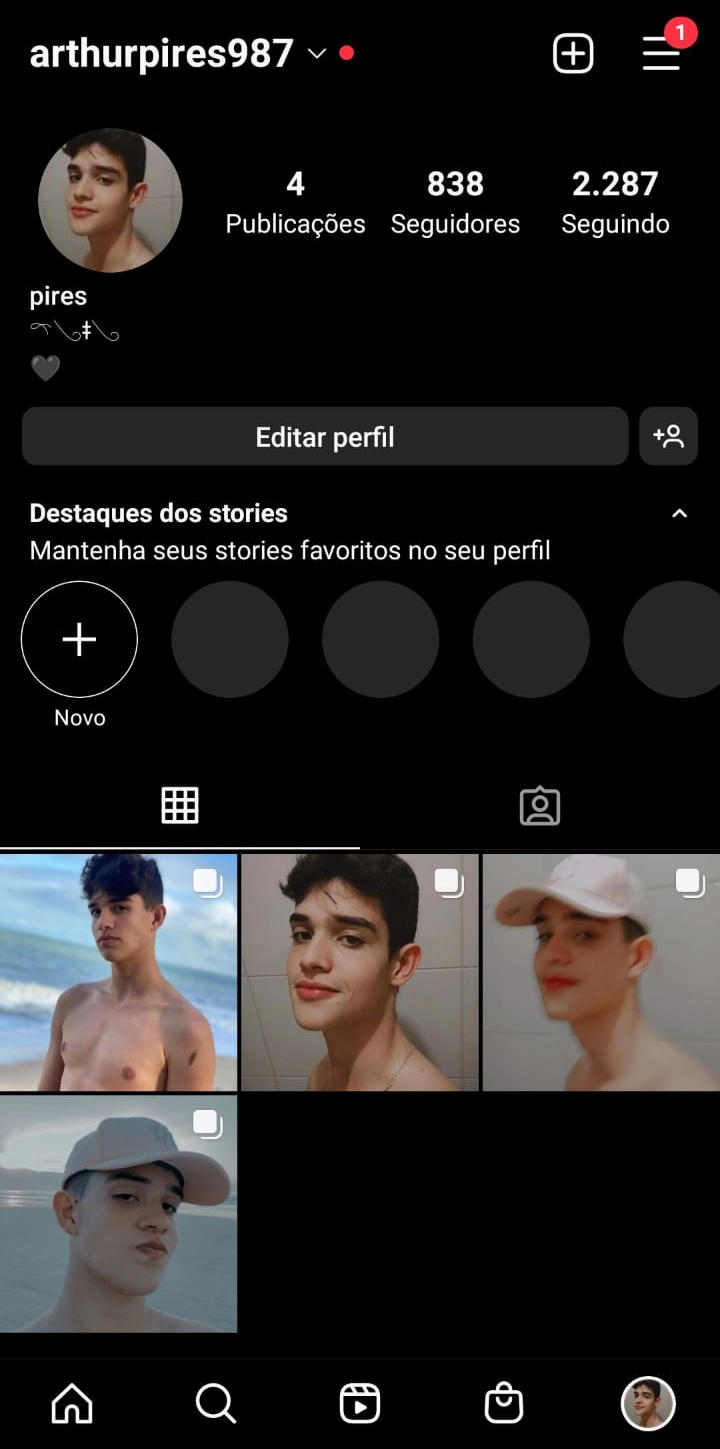 arthurpires987
1
4
838
2.287
Publicações
Seguidores
Seguindo
pires
🖤
Editar perfil
Destaques dos stories
Mantenha seus stories favoritos no seu perfil
Novo